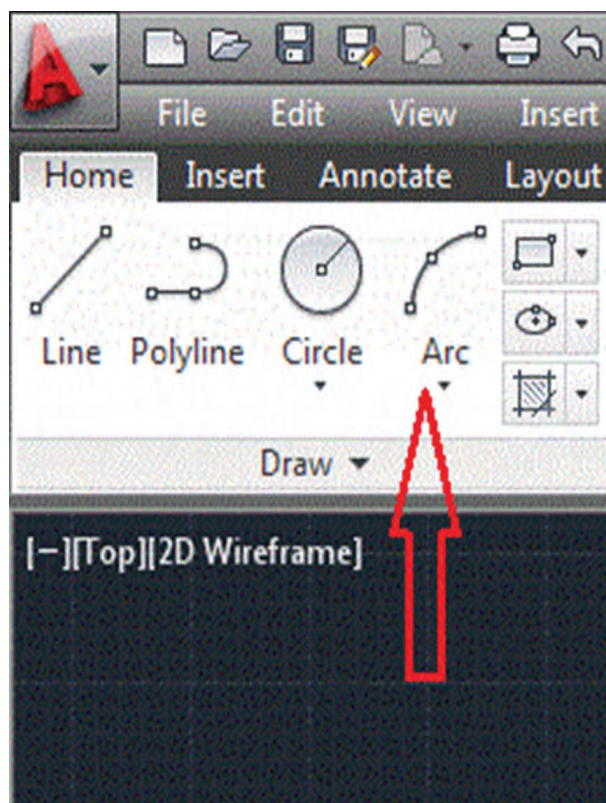 File Edit View Insert
Home Insert Annotate Layout
Line Polyline Circle Arc
Draw
[−][Top][2D Wireframe]